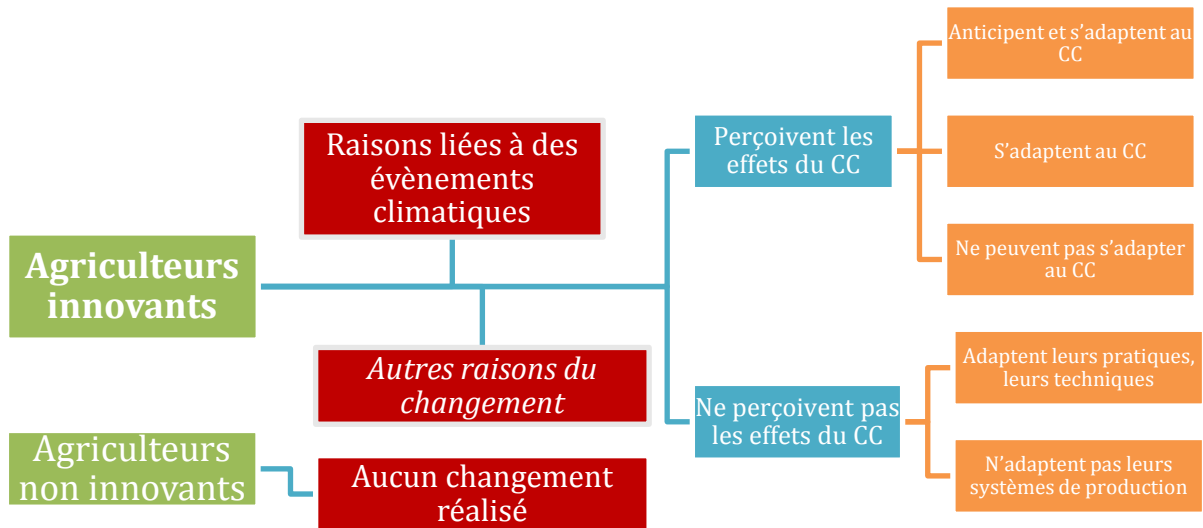 Agriculteurs
innovants
Raisons liées à des
évènements
climatiques
Autres raisons du
changement
Perçoivent les
effets du CC
Anticipent et s’adaptent au
CC
S’adaptent au CC
Ne peuvent pas s’adapter
au CC
Ne perçoivent pas
les effets du CC
Adaptent leurs pratiques,
leurs techniques
N’adaptent pas leurs
systèmes de production
Agriculteurs
non innovants
Aucun changement
réalisé